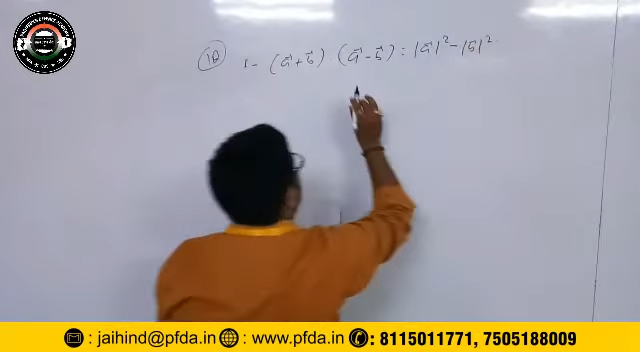 18 1- (a⃗+b⃗) (a⃗-b⃗) : |a⃗|² - |b⃗|²
: jaihind@pfda.in : www.pfda.in : 8115011771, 7505188009